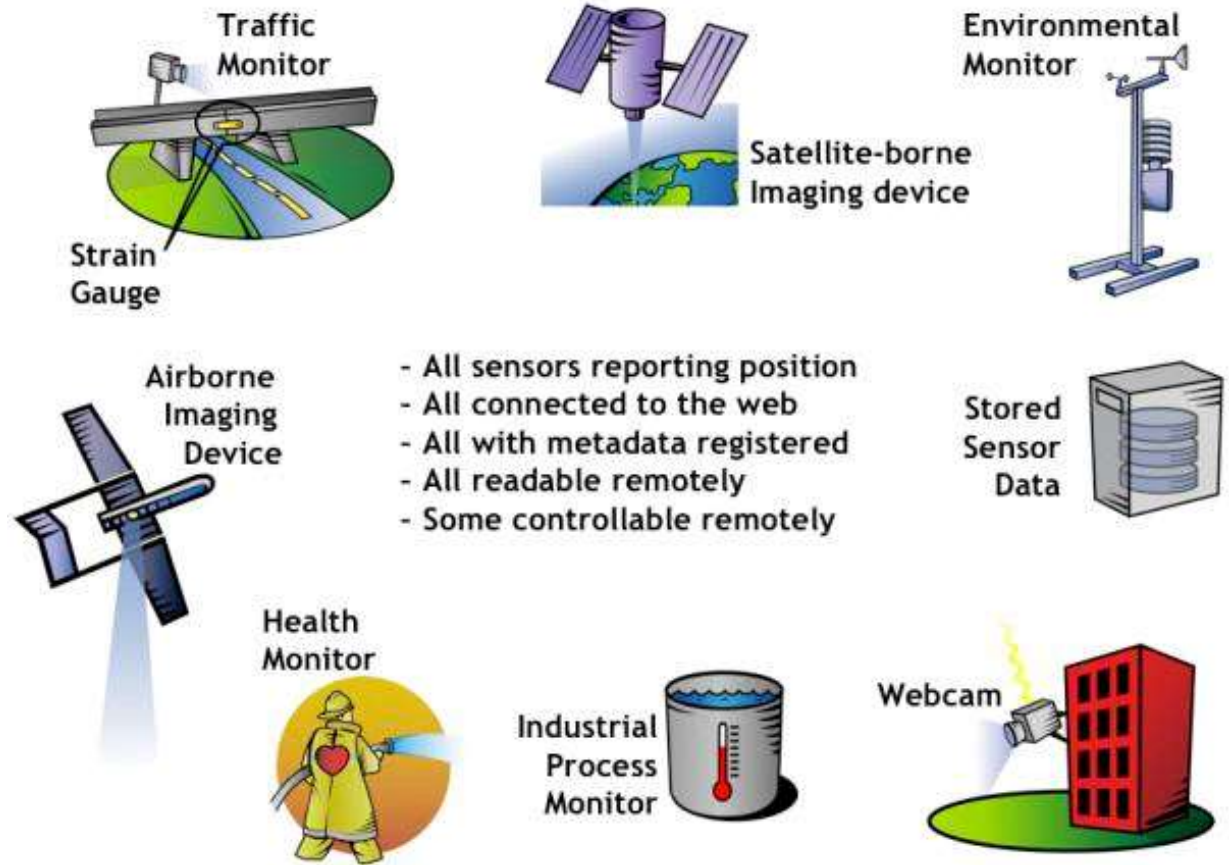 Traffic
Monitor
Strain
Gauge
Satellite-borne
Imaging device
Environmental
Monitor
Airborne
Imaging
Device
- All sensors reporting position
- All connected to the web
- All with metadata registered
- All readable remotely
- Some controllable remotely
Stored
Sensor
Data
Health
Monitor
Industrial
Process
Monitor
Webcam